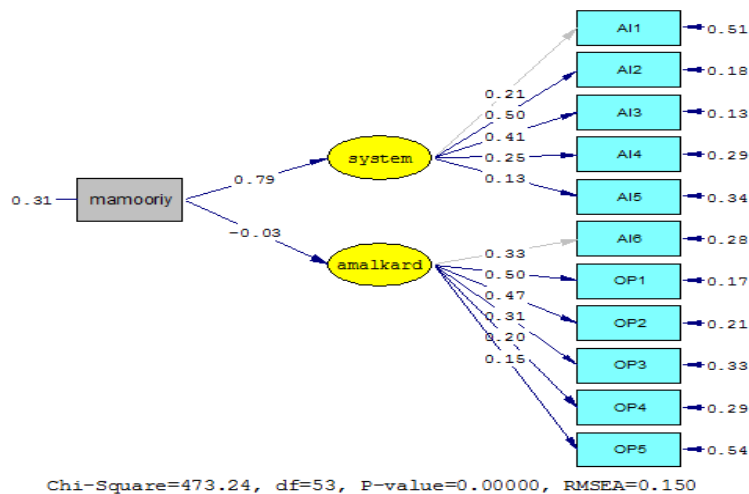 AI1
0.51
AI2
0.18
0.21
0.50
AI3
0.13
0.41
system
0.25
AI4
0.29
0.13
0.79
0.31
mamooriy
AI5
0.34
-0.03
AI6
0.28
0.33
amalkard
0.50
OP1
0.17
0.47
0.31
OP2
0.21
0.20
0.15
OP3
0.33
OP4
0.29
OP5
0.54
Chi-Square=473.24, df=53, P-value=0.00000, RMSEA=0.150